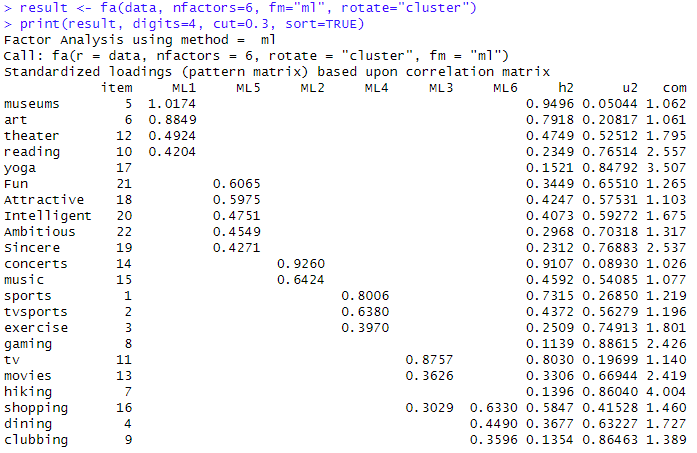 > result <- fa(data, nfactors=6, fm="ml", rotate="cluster")
> print(result, digits=4, cut=0.3, sort=TRUE)
Factor Analysis using method =  ml
Call: fa(r = data, nfactors = 6, rotate = "cluster", fm = "ml")
Standardized loadings (pattern matrix) based upon correlation matrix
            item    ML1    ML5    ML2    ML4    ML3    ML6     h2      u2   com
museums        5 1.0174                                    0.9496 0.05044 1.062
art            6 0.8849                                    0.7918 0.20817 1.061
theater       12 0.4924                                    0.4749 0.52512 1.795
reading       10 0.4204                                    0.2349 0.76514 2.557
yoga          17                                           0.1521 0.84792 3.507
Fun           21        0.6065                             0.3449 0.65510 1.265
Attractive    18        0.5975                             0.4247 0.57531 1.103
Intelligent   20        0.4751                             0.4073 0.59272 1.675
Ambitious     22        0.4549                             0.2968 0.70318 1.317
Sincere       19        0.4271                             0.2312 0.76883 2.537
concerts      14               0.9260                      0.9107 0.08930 1.026
music         15               0.6424                      0.4592 0.54085 1.077
sports         1                      0.8006               0.7315 0.26850 1.219
tvsports       2                      0.6380               0.4372 0.56279 1.196
exercise       3                      0.3970               0.2509 0.74913 1.801
gaming         8                                           0.1139 0.88615 2.426
tv            11                             0.8757        0.8030 0.19699 1.140
movies        13                             0.3626        0.3306 0.66944 2.419
hiking         7                                           0.1396 0.86040 4.004
shopping      16                             0.3029 0.6330 0.5847 0.41528 1.460
dining         4                                    0.4490 0.3677 0.63227 1.727
clubbing       9                                    0.3596 0.1354 0.86463 1.389